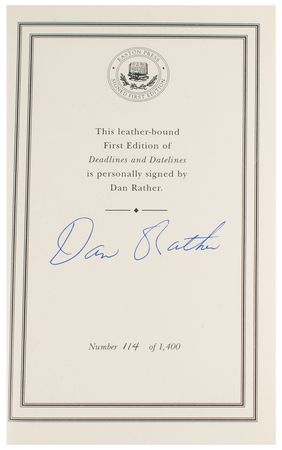 EASTON PRESS
SIGNED FIRST EDITION
This leather-bound
First Edition of
Deadlines and Datelines
is personally signed by
Dan Rather.
Dan Rather
Number 114 of 1,400